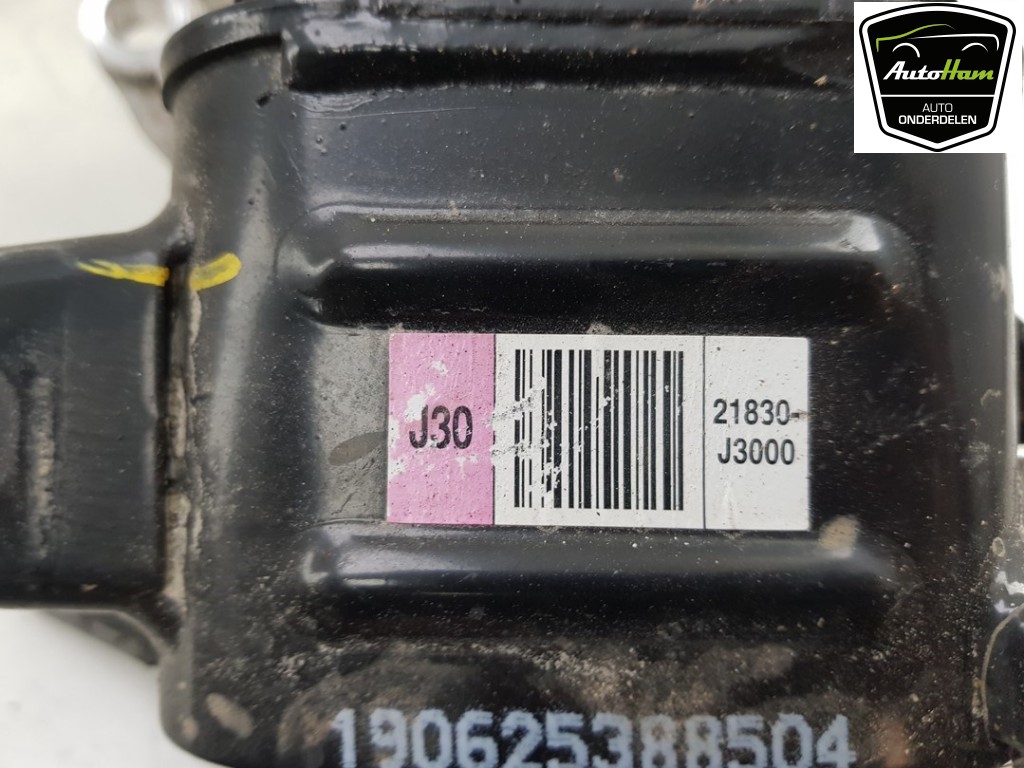 AutoHam
AUTO
ONDERDELEN
J30
21830-
J3000
190625388504